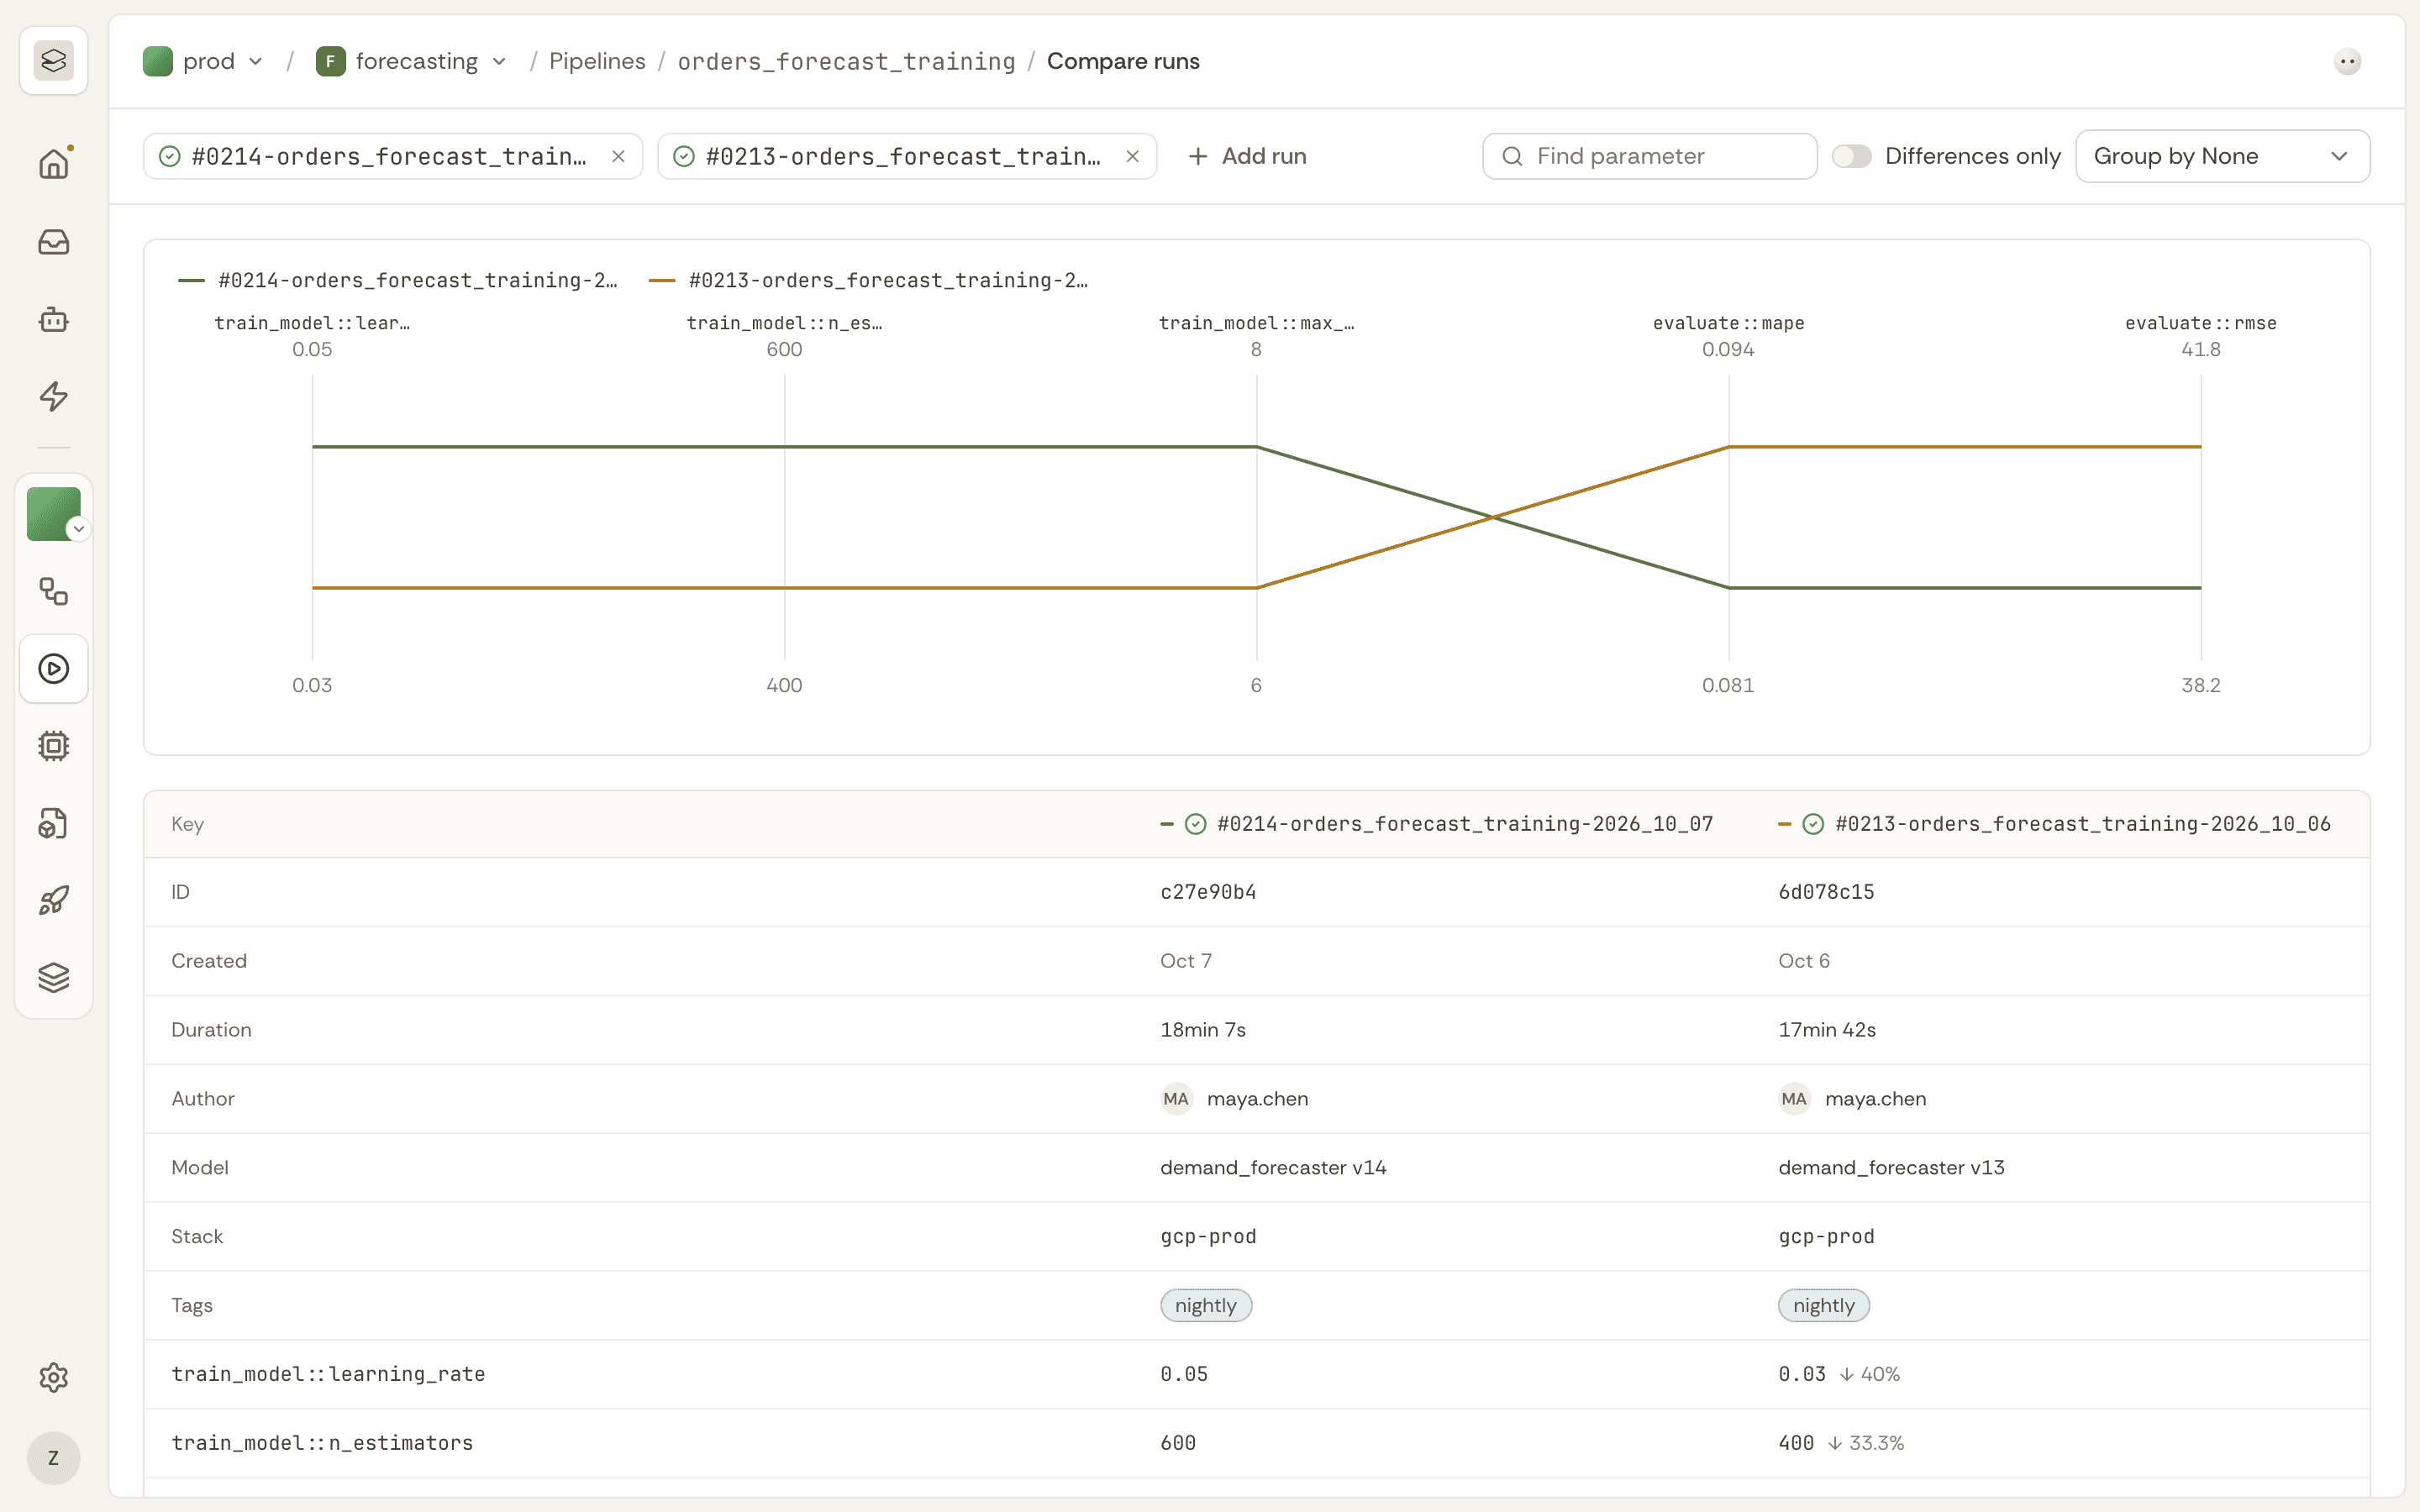 prod / F forecasting / Pipelines / orders_forecast_training / Compare runs
#0214-orders_forecast_train… #0213-orders_forecast_train… Add run Find parameter Differences only Group by None
#0214-orders_forecast_training-2… #0213-orders_forecast_training-2…
train_model::lear… train_model::n_es… train_model::max_… evaluate::mape evaluate::rmse
0.05 600 8 0.094 41.8
0.03 400 6 0.081 38.2
Key #0214-orders_forecast_training-2026_10_07 #0213-orders_forecast_training-2026_10_06
ID c27e90b4 6d078c15
Created Oct 7 Oct 6
Duration 18min 7s 17min 42s
Author MA maya.chen MA maya.chen
Model demand_forecaster v14 demand_forecaster v13
Stack gcp-prod gcp-prod
Tags nightly nightly
train_model::learning_rate 0.05 0.03 ↓ 40%
train_model::n_estimators 600 400 ↓ 33.3%
Z